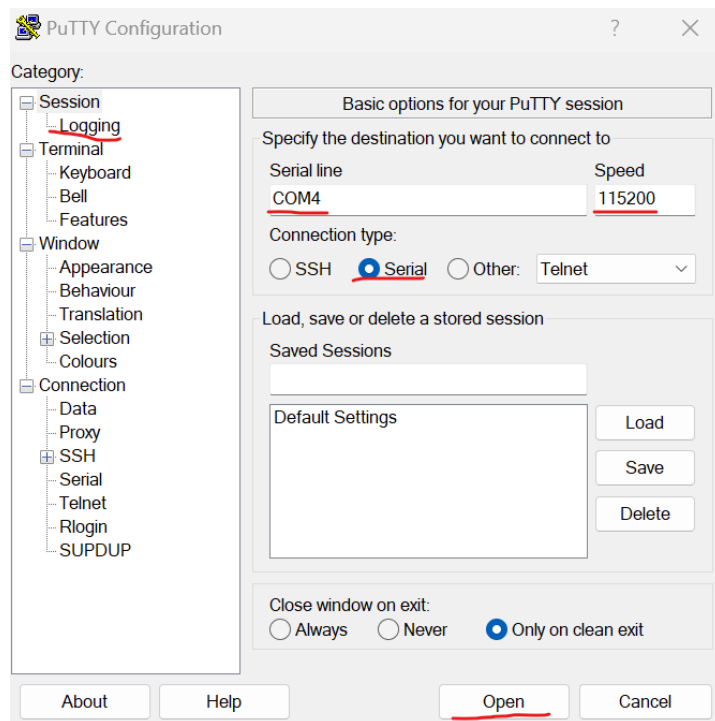 PuTTY Configuration
?
Category:
Session
Logging
Terminal
Keyboard
Bell
Features
Window
Appearance
Behaviour
Translation
Selection
Colours
Connection
Data
Proxy
SSH
Serial
Telnet
Rlogin
SUPDUP
Basic options for your PuTTY session
Specify the destination you want to connect to
Serial line Speed
COM4 115200
Connection type:
SSH Serial Other: Telnet
Load, save or delete a stored session
Saved Sessions
Default Settings
Load
Save
Delete
Close window on exit:
Always Never Only on clean exit
About Help Open Cancel